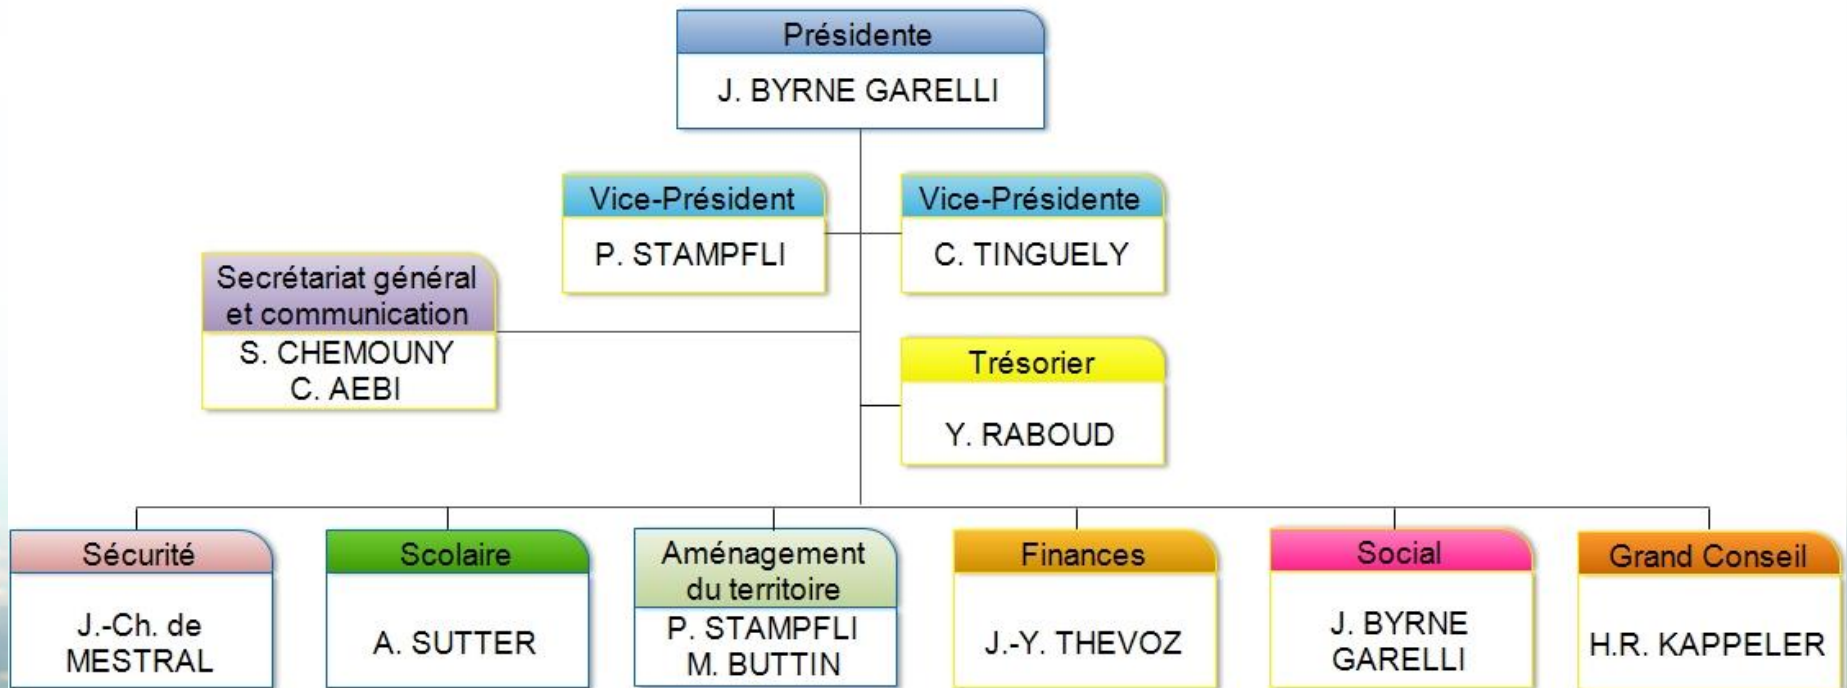 Présidente
J. BYRNE GARELLI
Vice-Président
P. STAMPFLI
Vice-Présidente
C. TINGUELY
Secrétariat général
et communication
S. CHEMOUNY
C. AEBI
Trésorier
Y. RABOUD
Sécurité
J.-Ch. de
MESTRAL
Scolaire
A. SUTTER
Aménagement
du territoire
P. STAMPFLI
M. BUTTIN
Finances
J.-Y. THEVOZ
Social
J. BYRNE
GARELLI
Grand Conseil
H.R. KAPPELER